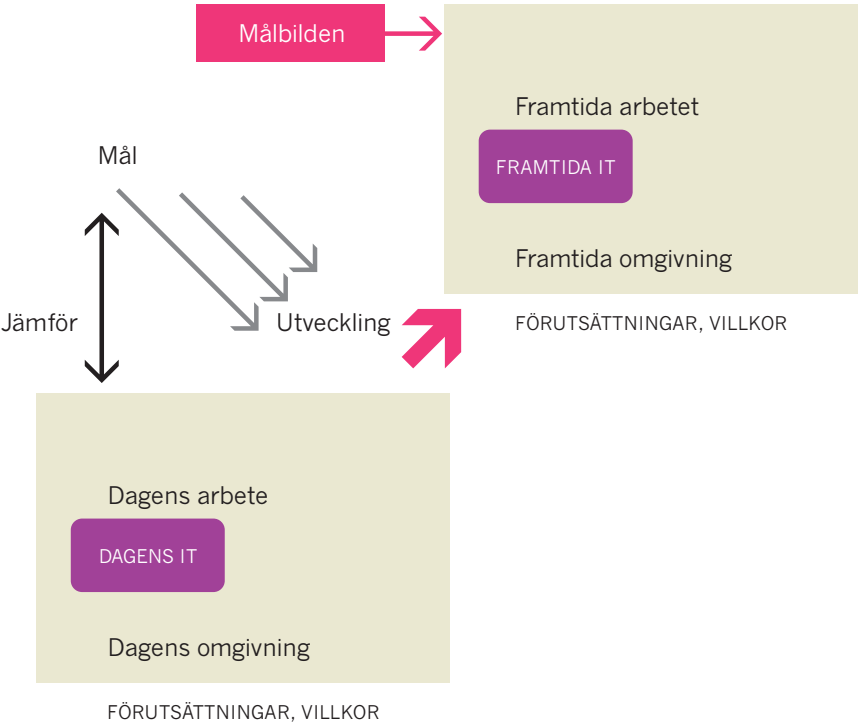 Målbilden
Framtida arbetet
FRAMTIDA IT
Mål
Framtida omgivning
Jämför
Utveckling
FÖRUTSÄTTNINGAR, VILLKOR
Dagens arbete
DAGENS IT
Dagens omgivning
FÖRUTSÄTTNINGAR, VILLKOR